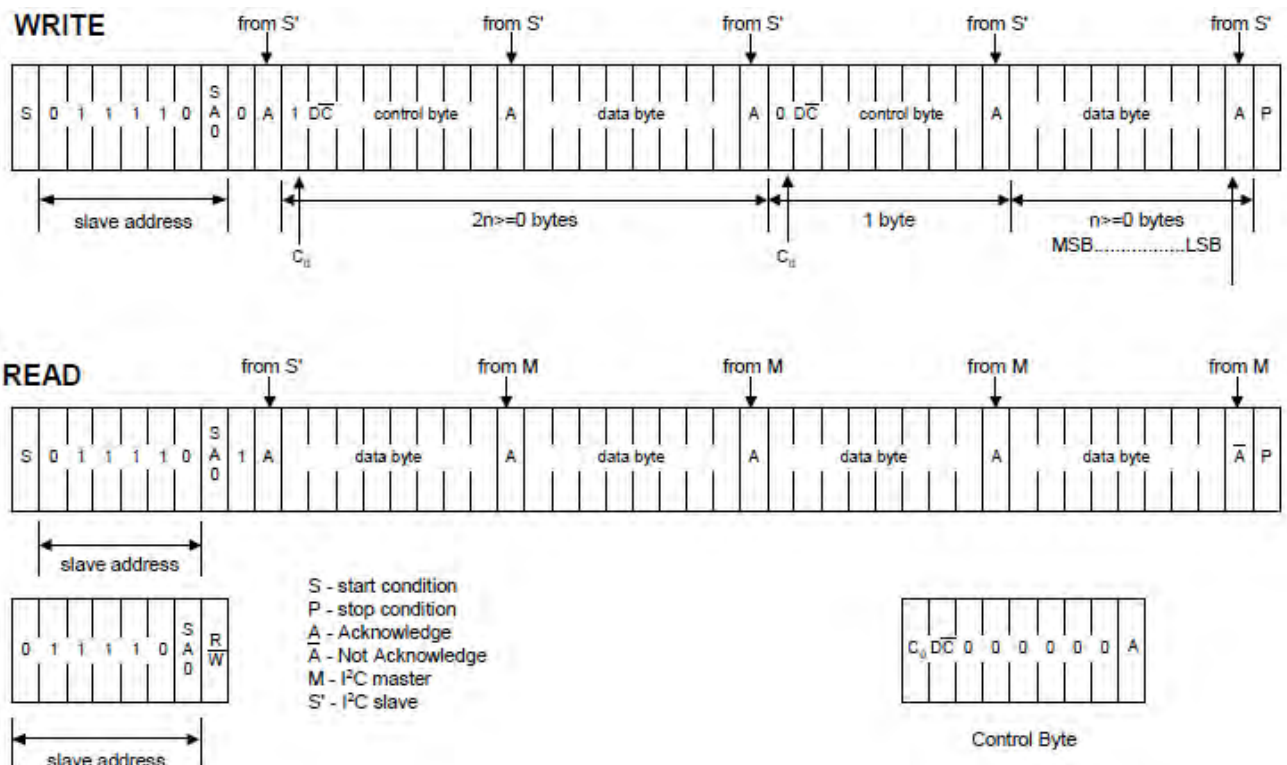 WRITE
from S' from S' from S' from S' from S'
S 0 1 1 1 1 0 SA0 0 A 1 DC̅ control byte A data byte A 0 DC̅ control byte A data byte A P
slave address 2n>=0 bytes 1 byte n>=0 bytes
MSB.................LSB
Cd Cd
READ
from S' from M from M from M from M
S 0 1 1 1 1 0 SA0 1 A data byte A data byte A data byte A data byte A̅ P
slave address
0 1 1 1 1 0 SA0 R/W̅
slave address
S - start condition
P - stop condition
A - Acknowledge
A̅ - Not Acknowledge
M - I²C master
S' - I²C slave
Cd DC̅ 0 0 0 0 0 0 A
Control Byte